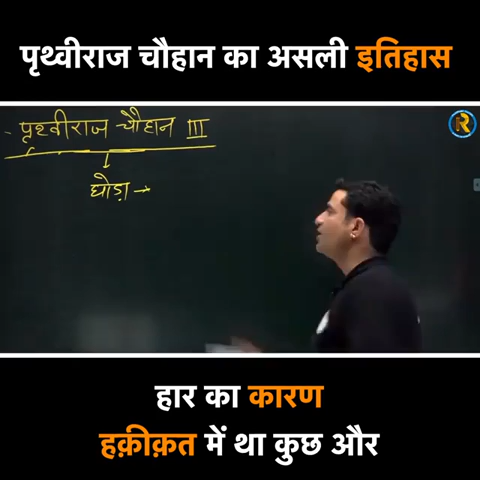 पृथ्वीराज चौहान का असली इतिहास
पृथ्वीराज चौहान III
घोड़ा →
हार का कारण
हक़ीक़त में था कुछ और